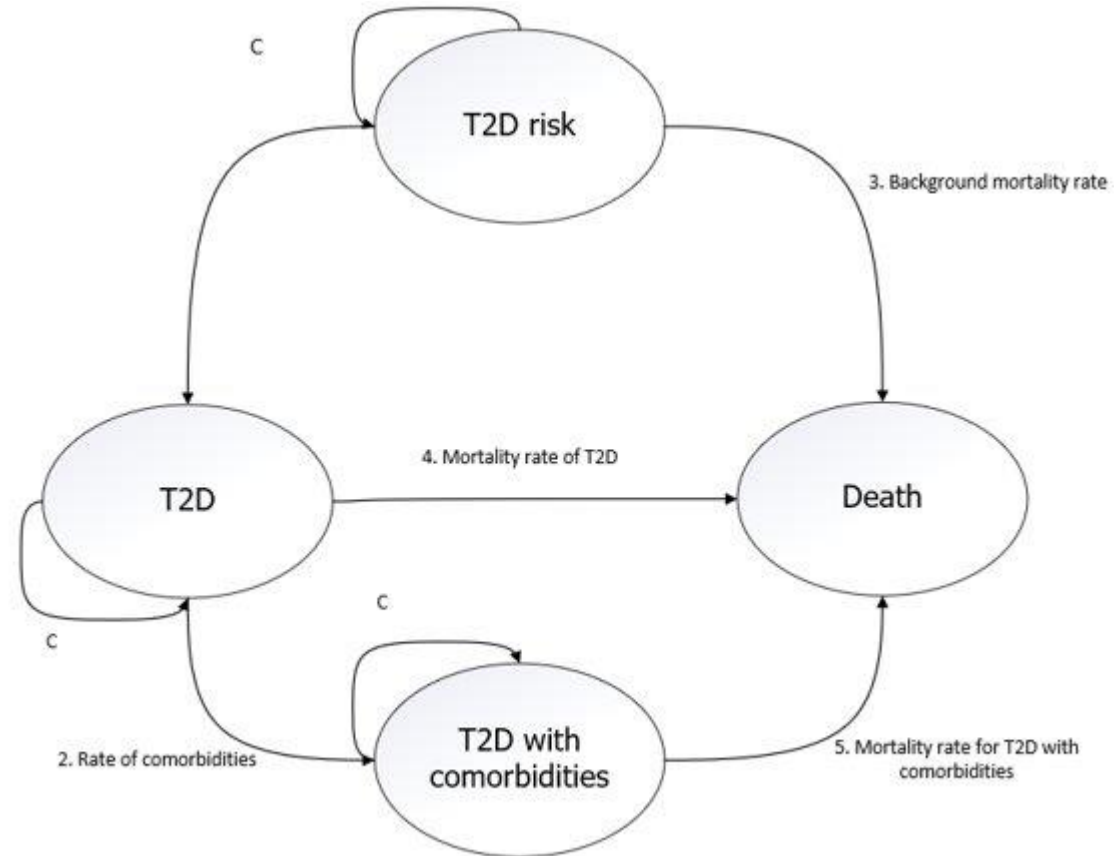 C
T2D risk
3. Background mortality rate
4. Mortality rate of T2D
T2D
Death
C
C
2. Rate of comorbidities
T2D with
comorbidities
5. Mortality rate for T2D with
comorbidities